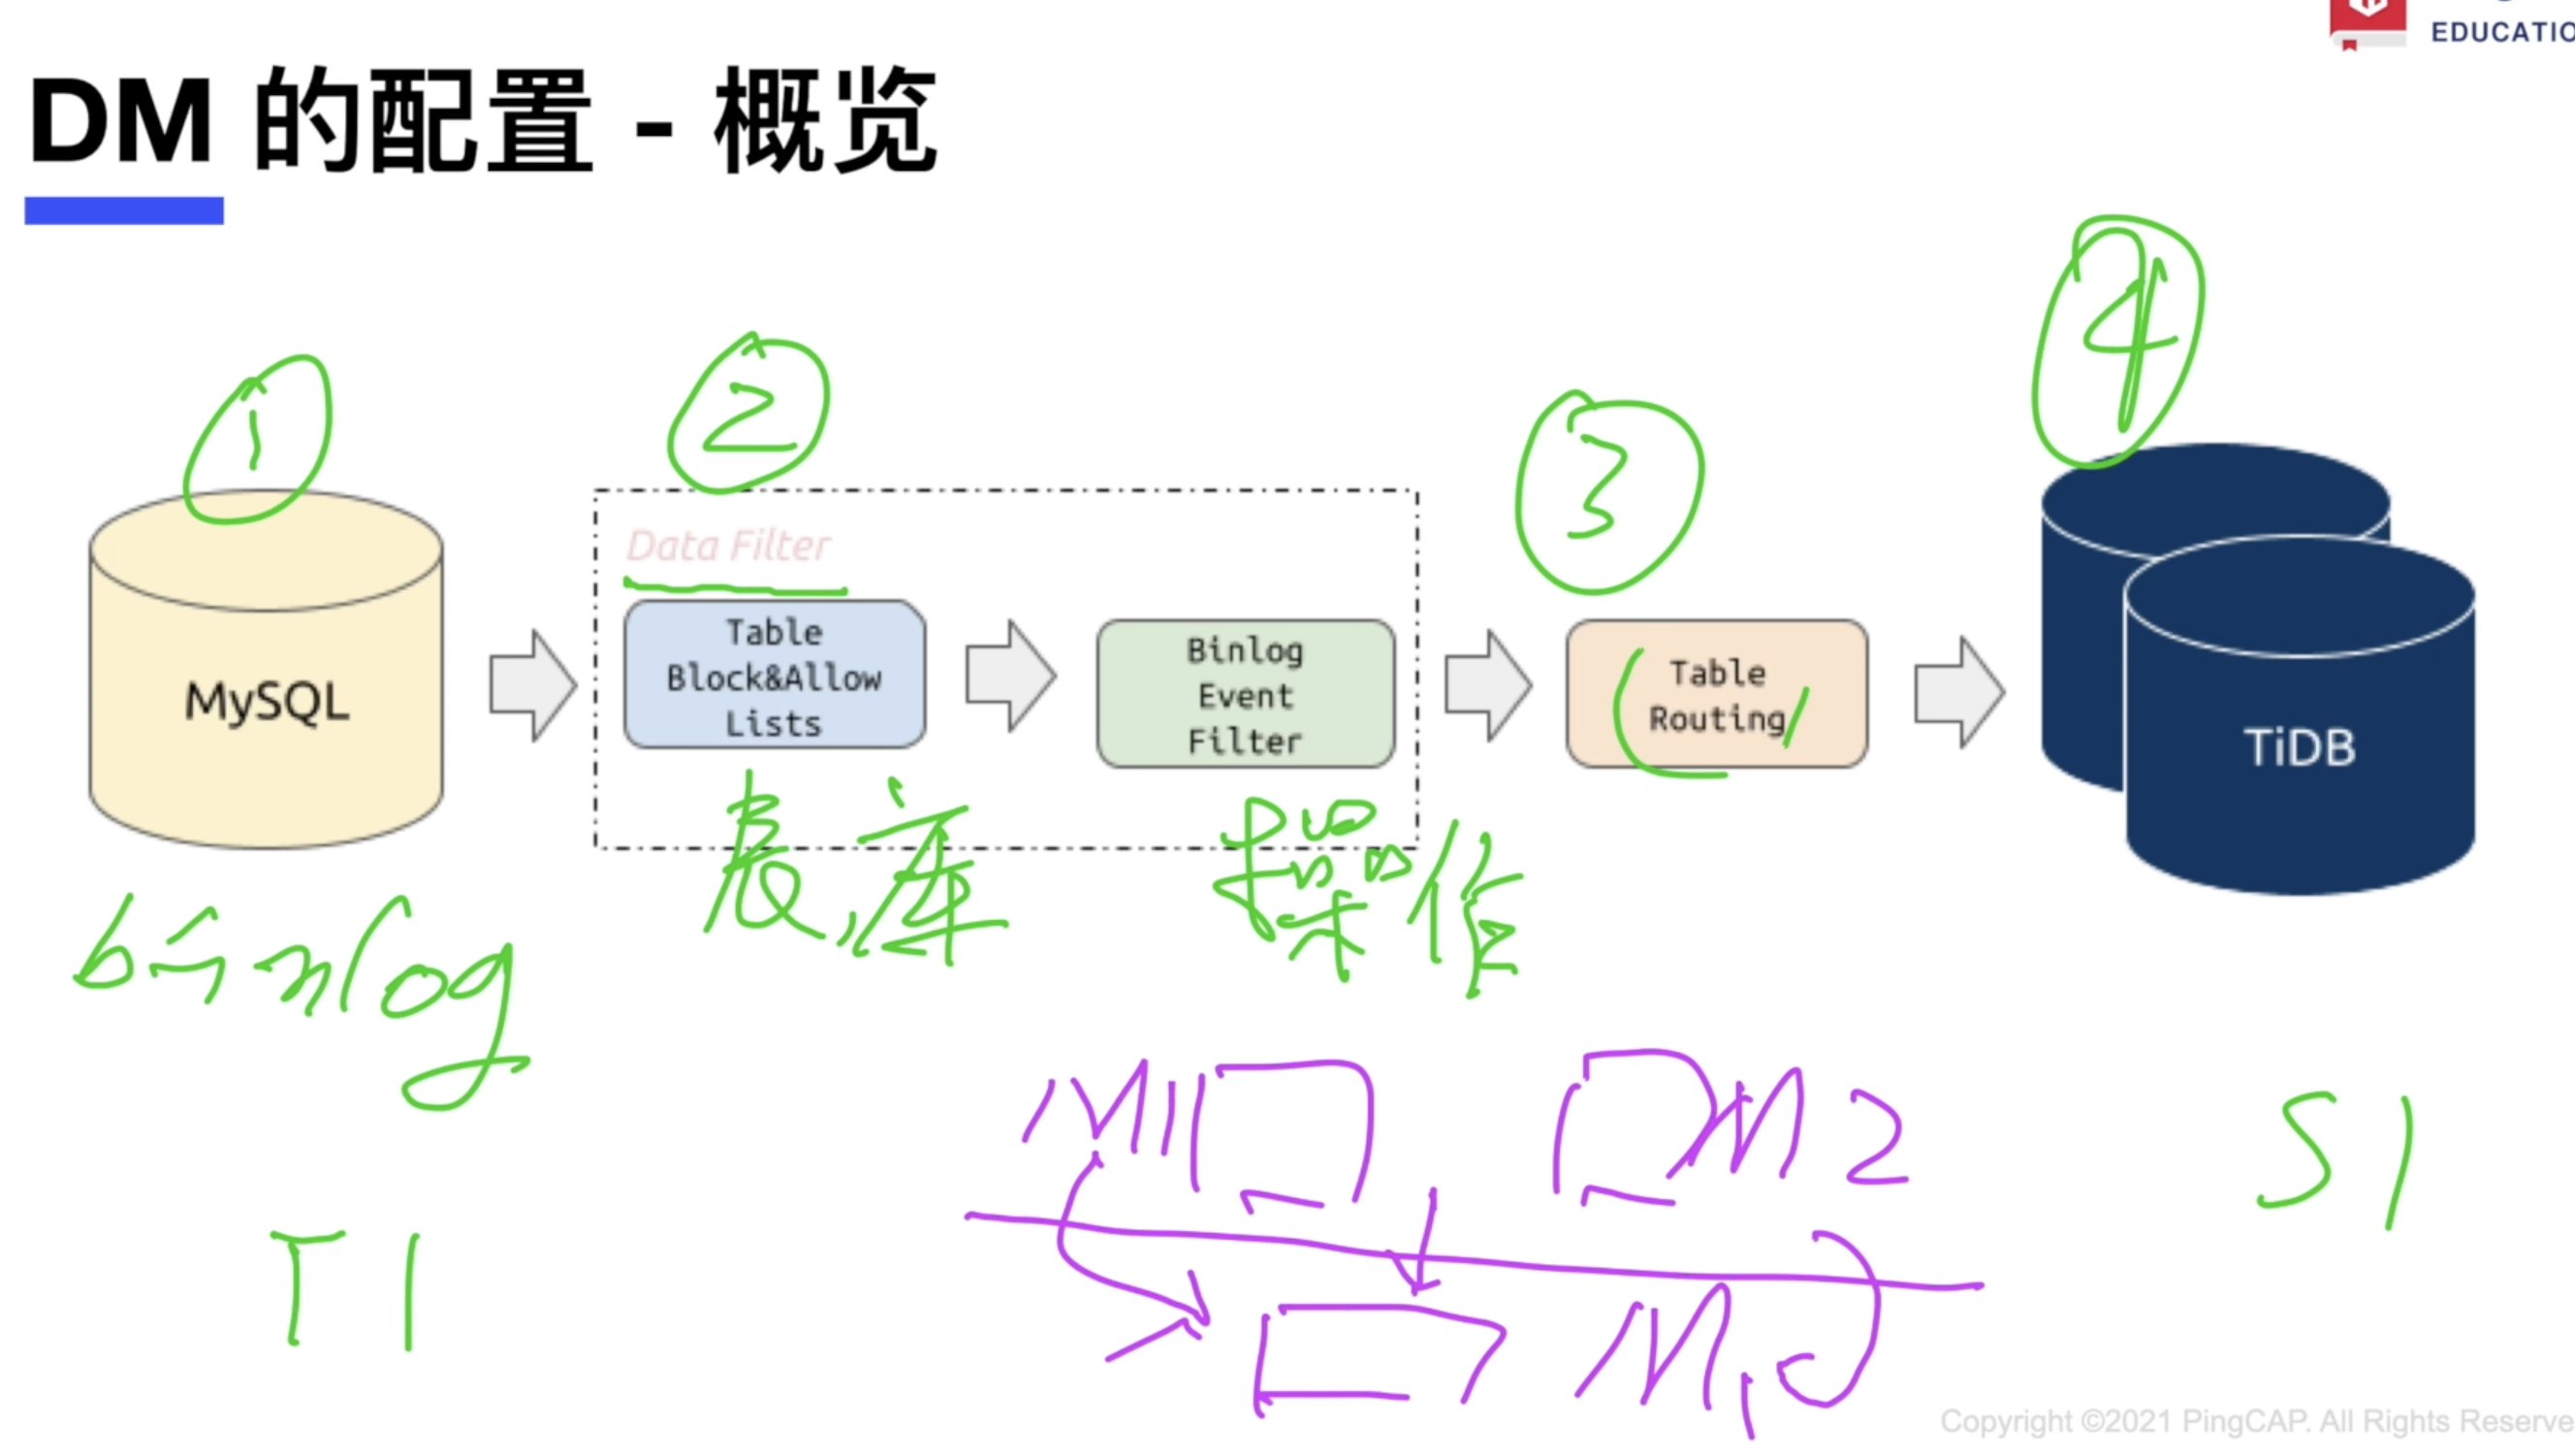 EDUCATIO
DM 的配置 - 概览
1
2
3
4
Data Filter
MySQL
Table
Block&Allow
Lists
Binlog
Event
Filter
Table
Routing
TiDB
表,库
操作
binlog
M1
M2
S1
T1
Copyright ©2021 PingCAP. All Rights Reserve